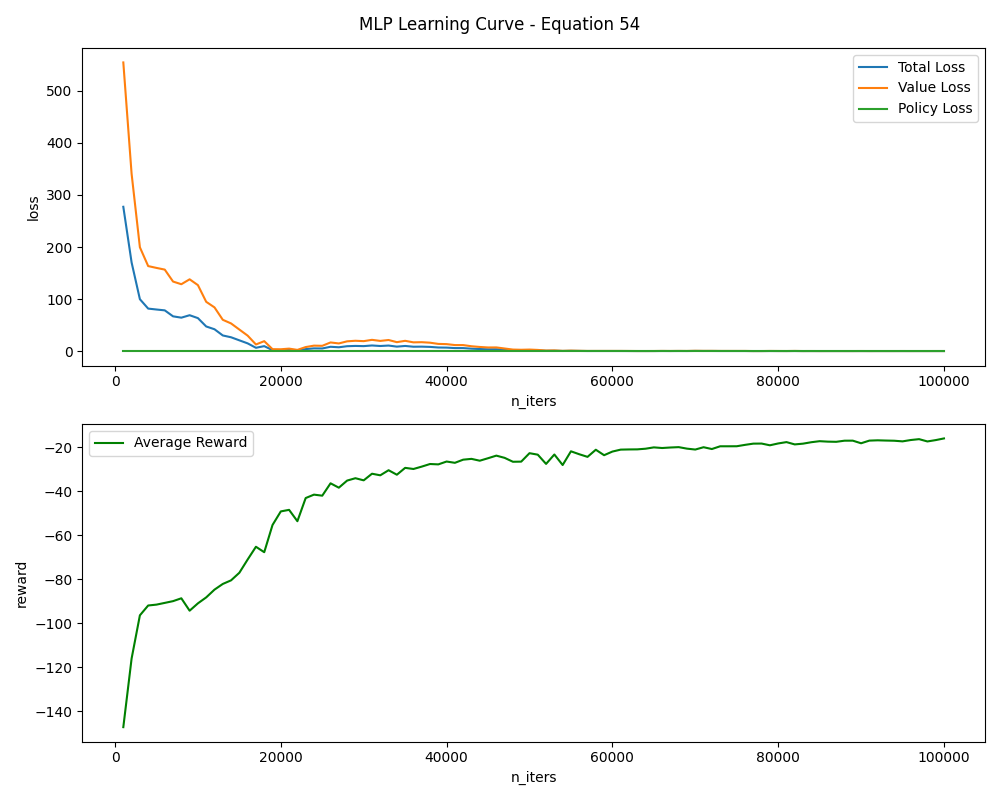 MLP Learning Curve - Equation 54
Total Loss
Value Loss
Policy Loss
500
400
300
200
100
0
loss
0 20000 40000 60000 80000 100000
n_iters
Average Reward
−20
−40
−60
−80
−100
−120
−140
reward
0 20000 40000 60000 80000 100000
n_iters